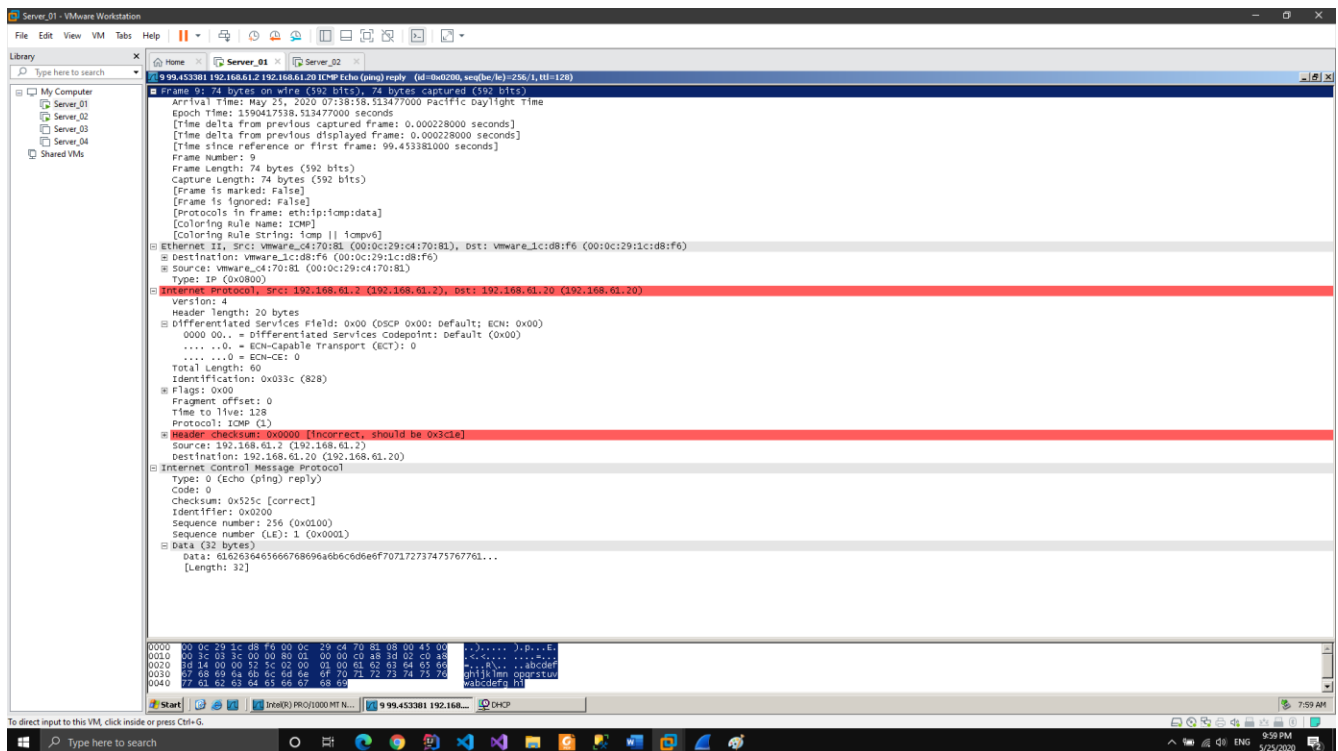 Server_01 - VMware Workstation
File Edit View VM Tabs Help
Library
Type here to search
My Computer
Server_01
Server_02
Server_03
Server_04
Shared VMs
Home Server_01 Server_02
9 99.453381 192.168.61.2 192.168.61.20 ICMP Echo (ping) reply (id=0x0200, seq(be/le)=256/1, ttl=128)
Frame 9: 74 bytes on wire (592 bits), 74 bytes captured (592 bits)
Arrival Time: May 25, 2020 07:38:58.513477000 Pacific Daylight Time
Epoch Time: 1590417538.513477000 seconds
[Time delta from previous captured frame: 0.000228000 seconds]
[Time delta from previous displayed frame: 0.000228000 seconds]
[Time since reference or first frame: 99.453381000 seconds]
Frame Number: 9
Frame Length: 74 bytes (592 bits)
Capture Length: 74 bytes (592 bits)
[Frame is marked: False]
[Frame is ignored: False]
[Protocols in frame: eth:ip:icmp:data]
[Coloring Rule Name: ICMP]
[Coloring Rule String: icmp || icmpv6]
Ethernet II, Src: Vmware_c4:70:81 (00:0c:29:c4:70:81), Dst: Vmware_1c:d8:f6 (00:0c:29:1c:d8:f6)
Destination: Vmware_1c:d8:f6 (00:0c:29:1c:d8:f6)
Source: Vmware_c4:70:81 (00:0c:29:c4:70:81)
Type: IP (0x0800)
Internet Protocol, Src: 192.168.61.2 (192.168.61.2), Dst: 192.168.61.20 (192.168.61.20)
Version: 4
Header length: 20 bytes
Differentiated Services Field: 0x00 (DSCP 0x00: Default; ECN: 0x00)
0000 00.. = Differentiated Services Codepoint: Default (0x00)
.... ..0. = ECN-Capable Transport (ECT): 0
.... ...0 = ECN-CE: 0
Total Length: 60
Identification: 0x033c (828)
Flags: 0x00
Fragment offset: 0
Time to live: 128
Protocol: ICMP (1)
Header checksum: 0x0000 [incorrect, should be 0x3c1e]
Source: 192.168.61.2 (192.168.61.2)
Destination: 192.168.61.20 (192.168.61.20)
Internet Control Message Protocol
Type: 0 (Echo (ping) reply)
Code: 0
Checksum: 0x525c [correct]
Identifier: 0x0200
Sequence number: 256 (0x0100)
Sequence number (LE): 1 (0x0001)
Data (32 bytes)
Data: 6162636465666768696a6b6c6d6e6f707172737475767761...
[Length: 32]
0000 00 0c 29 1c d8 f6 00 0c 29 c4 70 81 08 00 45 00 ..)..... ).p...E.
0010 00 3c 03 3c 00 00 80 01 00 00 c0 a8 3d 02 c0 a8 .<.<.... ....=...
0020 3d 14 00 00 52 5c 02 00 01 00 61 62 63 64 65 66 =...R\.. ..abcdef
0030 67 68 69 6a 6b 6c 6d 6e 6f 70 71 72 73 74 75 76 ghijklmn opqrstuv
0040 77 61 62 63 64 65 66 67 68 69 wabcdefg hi
Start Intel(R) PRO/1000 MT N... 9 99.453381 192.168.... DHCP 7:59 AM
To direct input to this VM, click inside or press Ctrl+G.
Type here to search ENG 9:59 PM
5/25/2020